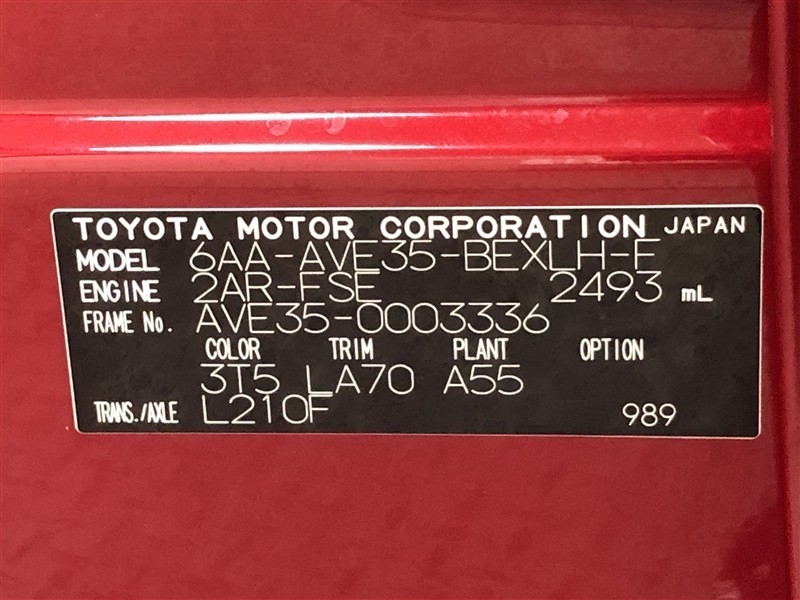 TOYOTA MOTOR CORPORATION JAPAN
MODEL 6AA-AVE35-BEXLH-E
ENGINE 2AR-FSE 2493 mL
FRAME No. AVE35-0003336
COLOR TRIM PLANT OPTION
3T5 LA70 A55
TRANS./AXLE L210F 989